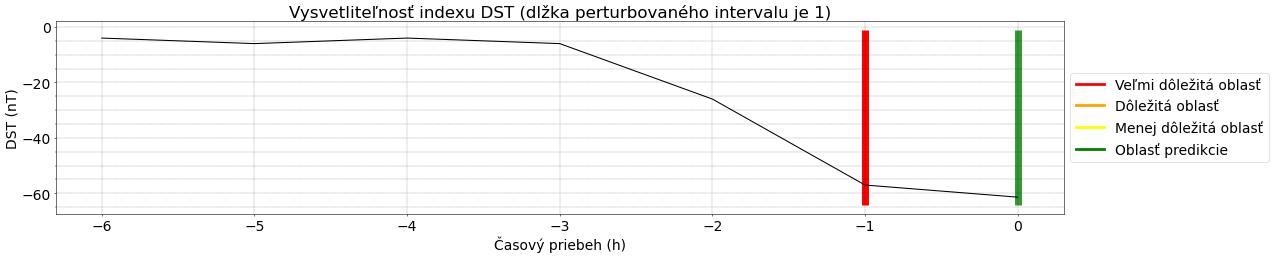 Vysvetliteľnosť indexu DST (dĺžka perturbovaného intervalu je 1)
0
−20
−40
−60
DST (nT)
−6 −5 −4 −3 −2 −1 0
Časový priebeh (h)
Veľmi dôležitá oblasť
Dôležitá oblasť
Menej dôležitá oblasť
Oblasť predikcie